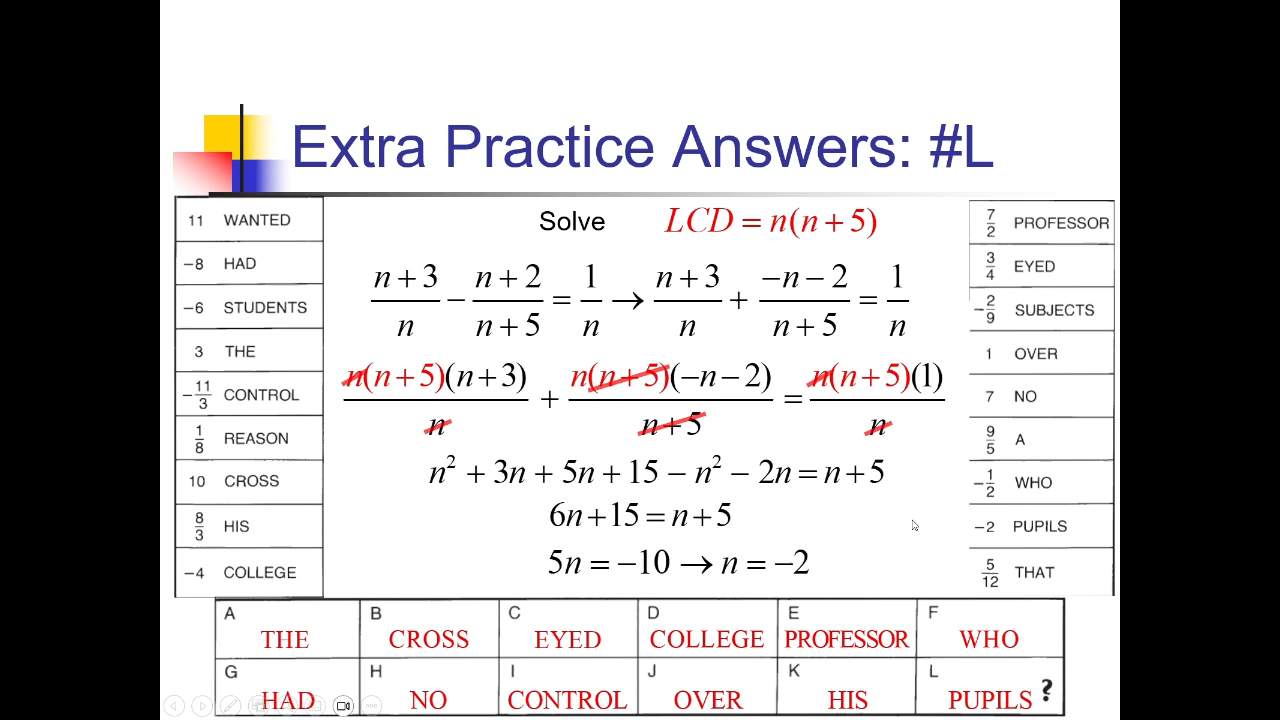 Extra Practice Answers: #L
11 WANTED
-8 HAD
-6 STUDENTS
3 THE
-11/3 CONTROL
1/8 REASON
10 CROSS
8/3 HIS
-4 COLLEGE
Solve LCD = n(n + 5)
(n + 3)/n − (n + 2)/(n + 5) = 1/n → (n + 3)/n + (−n − 2)/(n + 5) = 1/n
n(n + 5)(n + 3)/n + n(n + 5)(−n − 2)/(n + 5) = n(n + 5)(1)/n
n² + 3n + 5n + 15 − n² − 2n = n + 5
6n + 15 = n + 5
5n = −10 → n = −2
7/2 PROFESSOR
3/4 EYED
-2/9 SUBJECTS
1 OVER
7 NO
9/5 A
-1/2 WHO
-2 PUPILS
5/12 THAT
A THE
B CROSS
C EYED
D COLLEGE
E PROFESSOR
F WHO
G HAD
H NO
I CONTROL
J OVER
K HIS
L PUPILS ?